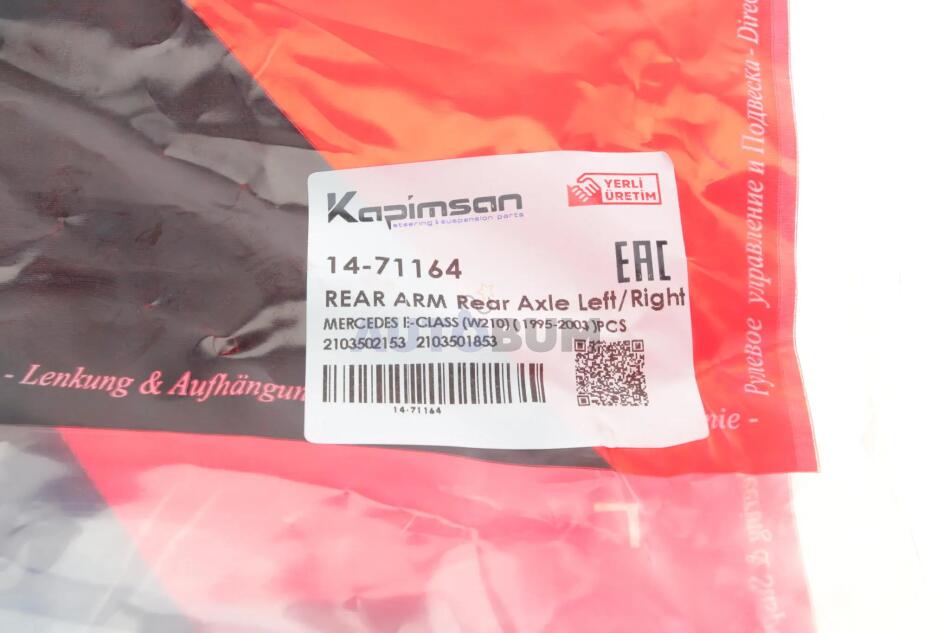 Kapimsan
steering & suspension parts
YERLİ
ÜRETİM
14-71164
EAC
REAR ARM Rear Axle Left/Right
MERCEDES E-CLASS (W210) ( 1995-2003 )PCS
2103502153 2103501853
AUTOBUM
14-71164
- Lenkung & Aufhängun
nie -
Рулевое управление и Подвеска - Direc